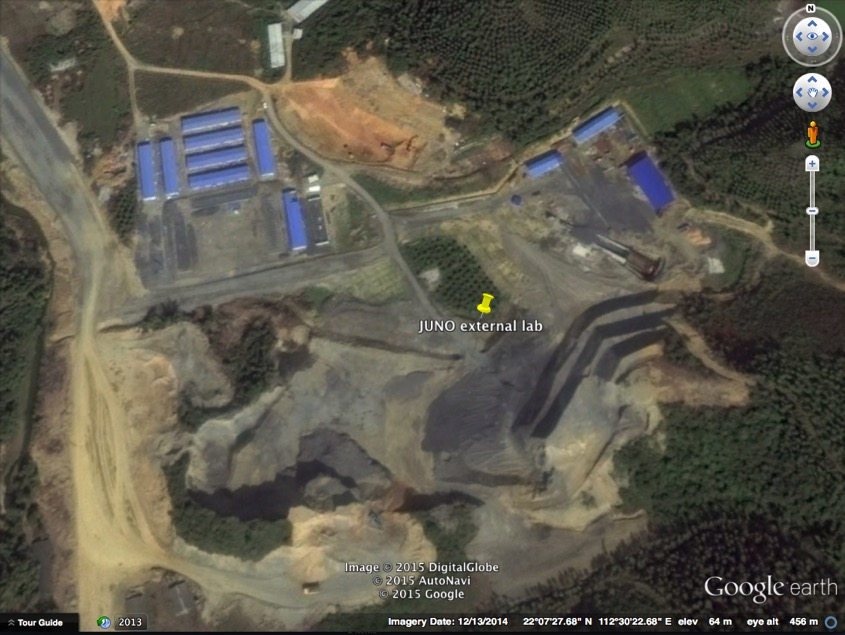 N
JUNO external lab
Image © 2015 DigitalGlobe
© 2015 AutoNavi
© 2015 Google
Google earth
Tour Guide
2013
Imagery Date: 12/13/2014 22°07'27.68" N 112°30'22.68" E elev 64 m eye alt 456 m